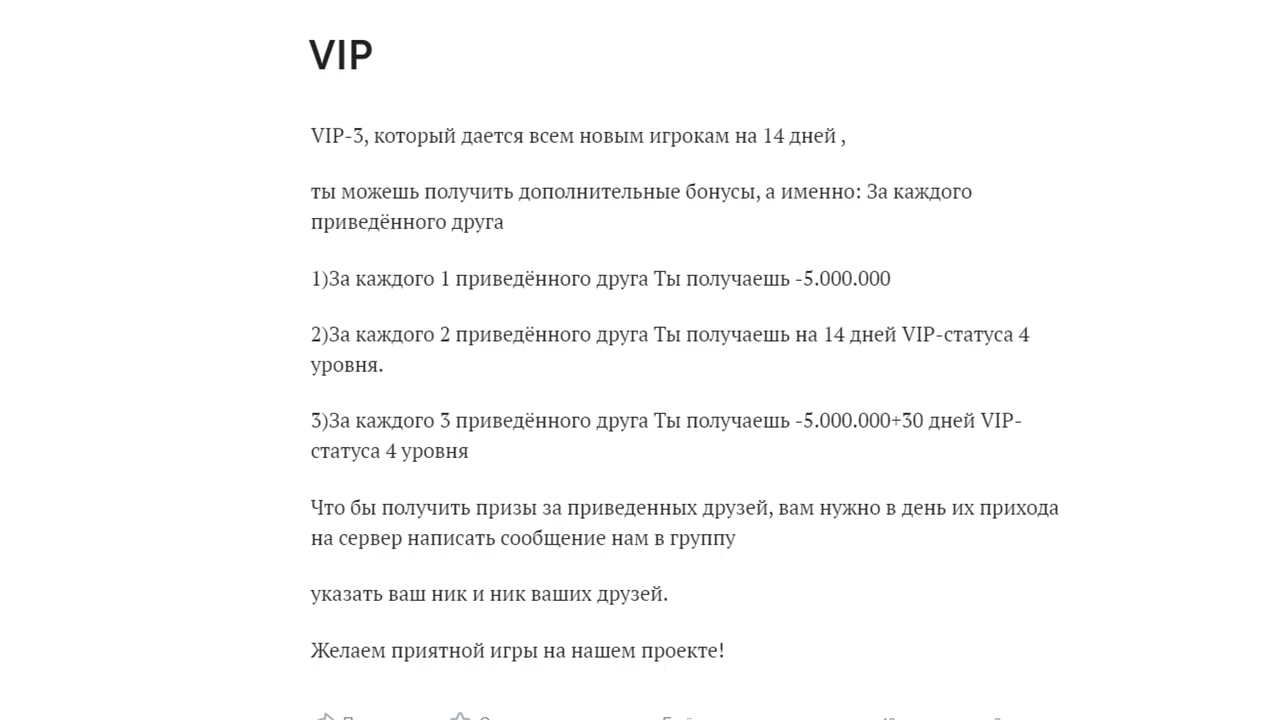 VIP
VIP-3, который дается всем новым игрокам на 14 дней ,
ты можешь получить дополнительные бонусы, а именно: За каждого
приведённого друга
1)За каждого 1 приведённого друга Ты получаешь -5.000.000
2)За каждого 2 приведённого друга Ты получаешь на 14 дней VIP-статуса 4
уровня.
3)За каждого 3 приведённого друга Ты получаешь -5.000.000+30 дней VIP-
статуса 4 уровня
Что бы получить призы за приведенных друзей, вам нужно в день их прихода
на сервер написать сообщение нам в группу
указать ваш ник и ник ваших друзей.
Желаем приятной игры на нашем проекте!